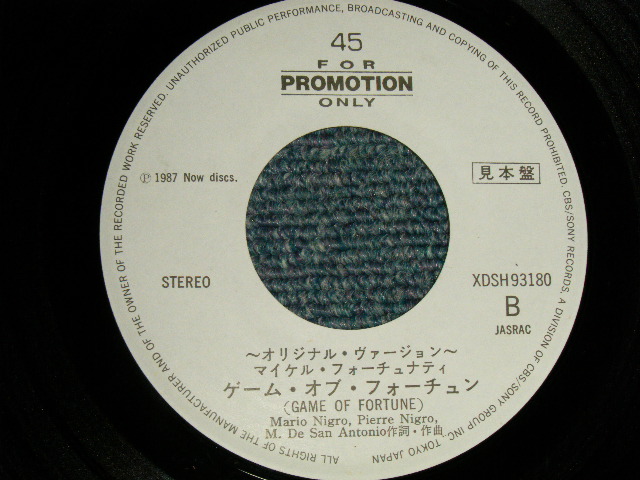 45
FOR
PROMOTION
ONLY
℗ 1987 Now discs.
見本盤
STEREO
XDSH 93180
B
JASRAC
〜オリジナル・ヴァージョン〜
マイケル・フォーチュナティ
ゲーム・オブ・フォーチュン
(GAME OF FORTUNE)
Mario Nigro, Pierre Nigro,
M. De San Antonio作詞・作曲
ALL RIGHTS OF THE MANUFACTURER AND OF THE OWNER OF THE RECORDED WORK RESERVED. UNAUTHORIZED PUBLIC PERFORMANCE, BROADCASTING AND COPYING OF THIS RECORD PROHIBITED. CBS/SONY RECORDS, A DIVISION OF CBS/SONY GROUP INC. TOKYO JAPAN